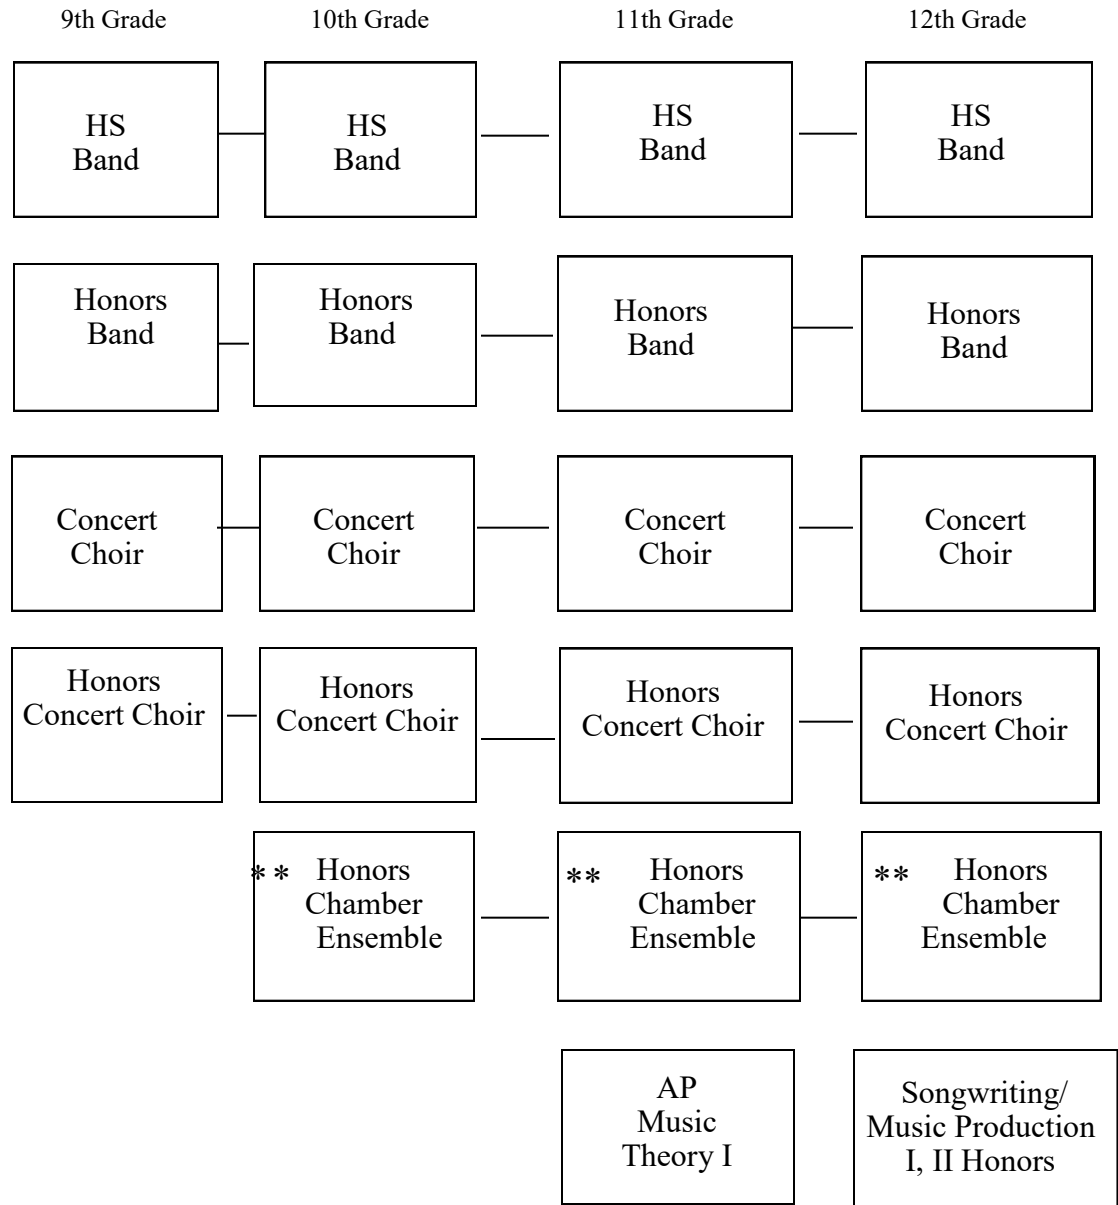 9th Grade 10th Grade 11th Grade 12th Grade
HS
Band
HS
Band
HS
Band
HS
Band
Honors
Band
Honors
Band
Honors
Band
Honors
Band
Concert
Choir
Concert
Choir
Concert
Choir
Concert
Choir
Honors
Concert Choir
Honors
Concert Choir
Honors
Concert Choir
Honors
Concert Choir
** Honors
Chamber
Ensemble
** Honors
Chamber
Ensemble
** Honors
Chamber
Ensemble
AP
Music
Theory I
Songwriting/
Music Production
I, II Honors